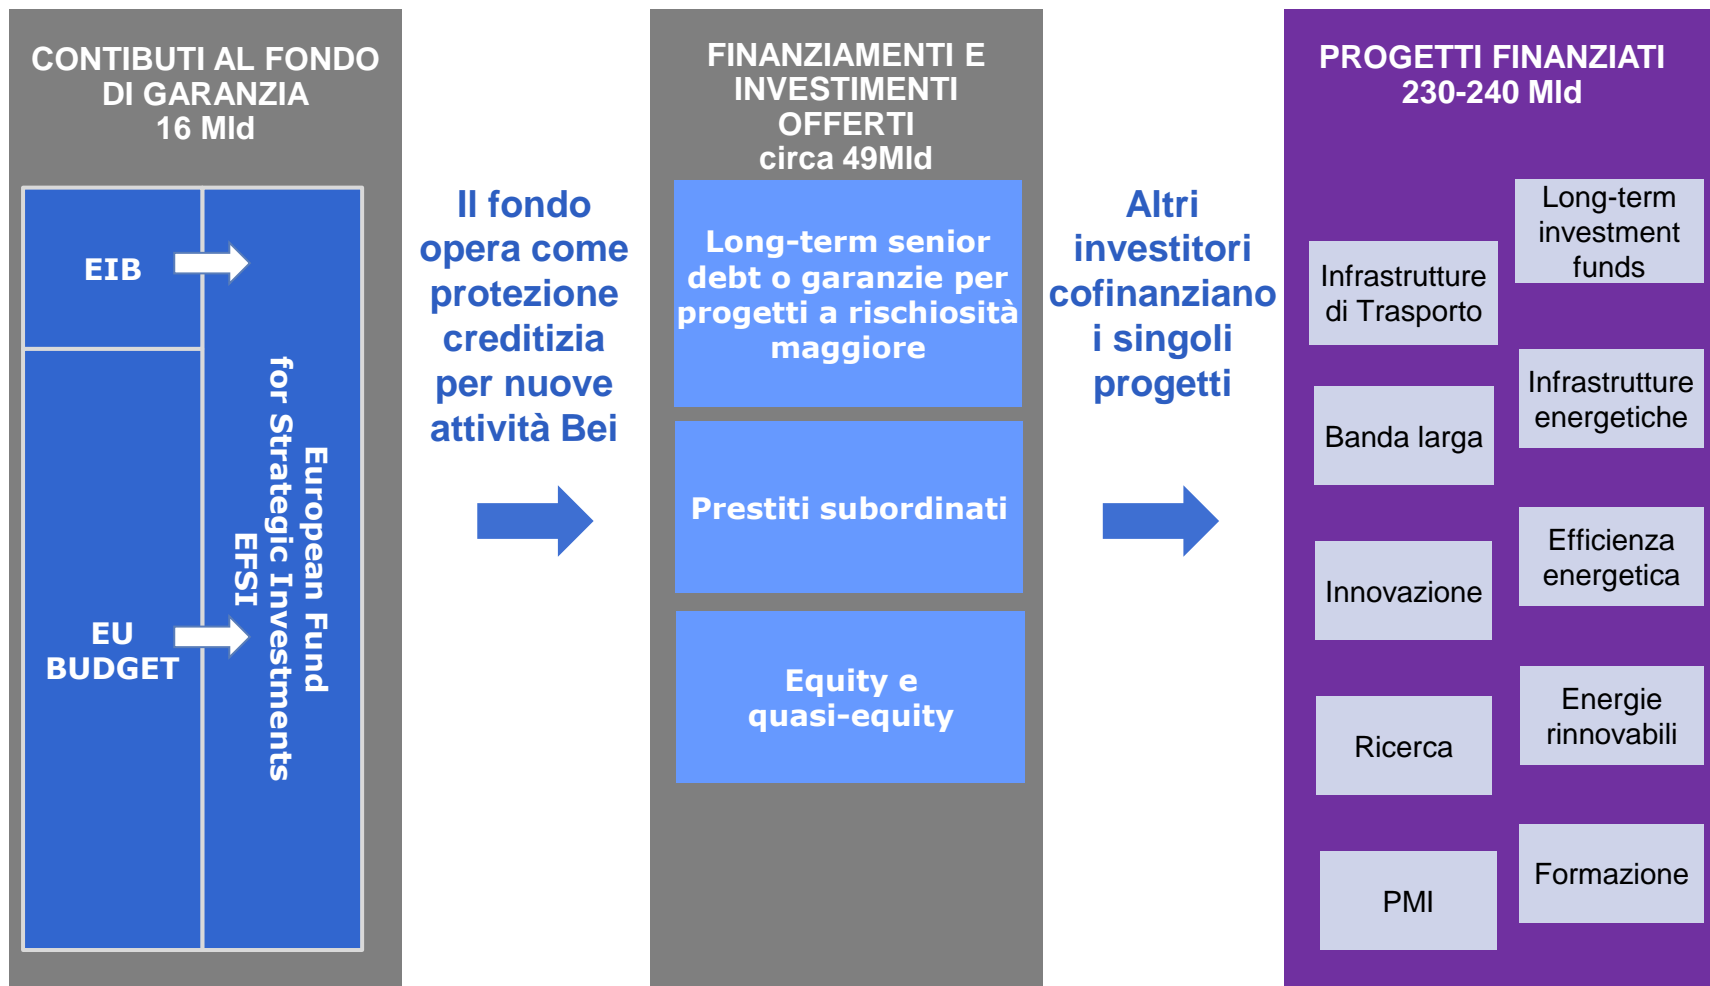 CONTIBUTI AL FONDO
DI GARANZIA
16 Mld
EIB
EU
BUDGET
European Fund
for Strategic Investments
EFSI
Il fondo
opera come
protezione
creditizia
per nuove
attività Bei
FINANZIAMENTI E
INVESTIMENTI
OFFERTI
circa 49Mld
Long-term senior
debt o garanzie per
progetti a rischiosità
maggiore
Prestiti subordinati
Equity e
quasi-equity
Altri
investitori
cofinanziano
i singoli
progetti
PROGETTI FINANZIATI
230-240 Mld
Long-term
investment
funds
Infrastrutture
di Trasporto
Infrastrutture
energetiche
Banda larga
Efficienza
energetica
Innovazione
Energie
rinnovabili
Ricerca
Formazione
PMI